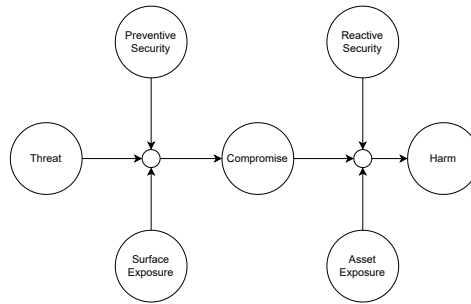 Preventive
Security
Reactive
Security
Threat
Compromise
Harm
Surface
Exposure
Asset
Exposure